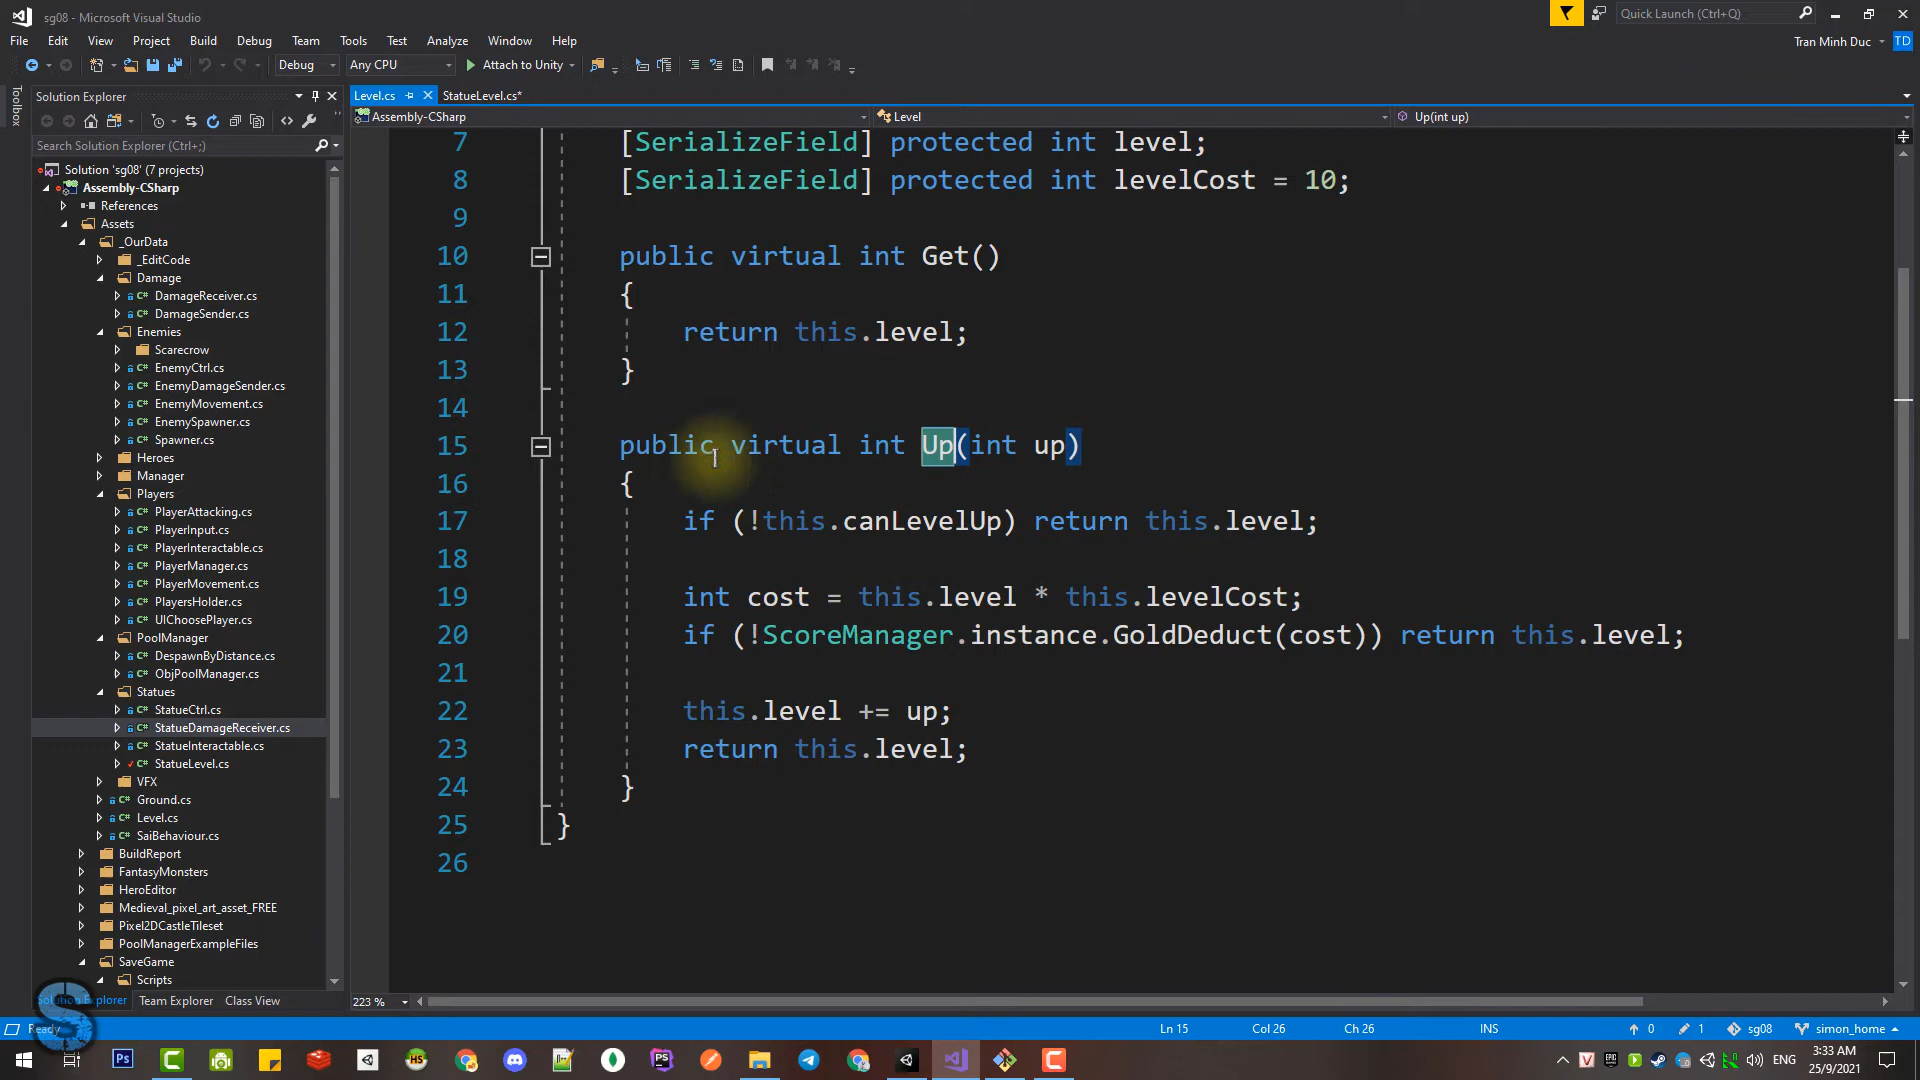 sg08 - Microsoft Visual Studio
Quick Launch (Ctrl+Q)
File Edit View Project Build Debug Team Tools Test Analyze Window Help
Tran Minh Duc TD
Debug Any CPU Attach to Unity
Toolbox
Solution Explorer
Level.cs StatueLevel.cs*
Assembly-CSharp Level Up(int up)
Search Solution Explorer (Ctrl+;)
Solution 'sg08' (7 projects)
Assembly-CSharp
References
Assets
_OurData
_EditCode
Damage
DamageReceiver.cs
DamageSender.cs
Enemies
Scarecrow
EnemyCtrl.cs
EnemyDamageSender.cs
EnemyMovement.cs
EnemySpawner.cs
Spawner.cs
Heroes
Manager
Players
PlayerAttacking.cs
PlayerInput.cs
PlayerInteractable.cs
PlayerManager.cs
PlayerMovement.cs
PlayersHolder.cs
UIChoosePlayer.cs
PoolManager
DespawnByDistance.cs
ObjPoolManager.cs
Statues
StatueCtrl.cs
StatueDamageReceiver.cs
StatueInteractable.cs
StatueLevel.cs
VFX
Ground.cs
Level.cs
SaiBehaviour.cs
BuildReport
FantasyMonsters
HeroEditor
Medieval_pixel_art_asset_FREE
Pixel2DCastleTileset
PoolManagerExampleFiles
SaveGame
Scripts
Solution Explorer Team Explorer Class View
7 [SerializeField] protected int level;
8 [SerializeField] protected int levelCost = 10;
9
10 public virtual int Get()
11 {
12 return this.level;
13 }
14
15 public virtual int Up(int up)
16 {
17 if (!this.canLevelUp) return this.level;
18
19 int cost = this.level * this.levelCost;
20 if (!ScoreManager.instance.GoldDeduct(cost)) return this.level;
21
22 this.level += up;
23 return this.level;
24 }
25 }
26
223 %
Ready Ln 15 Col 26 Ch 26 INS 0 1 sg08 simon_home
ENG 3:33 AM
25/9/2021